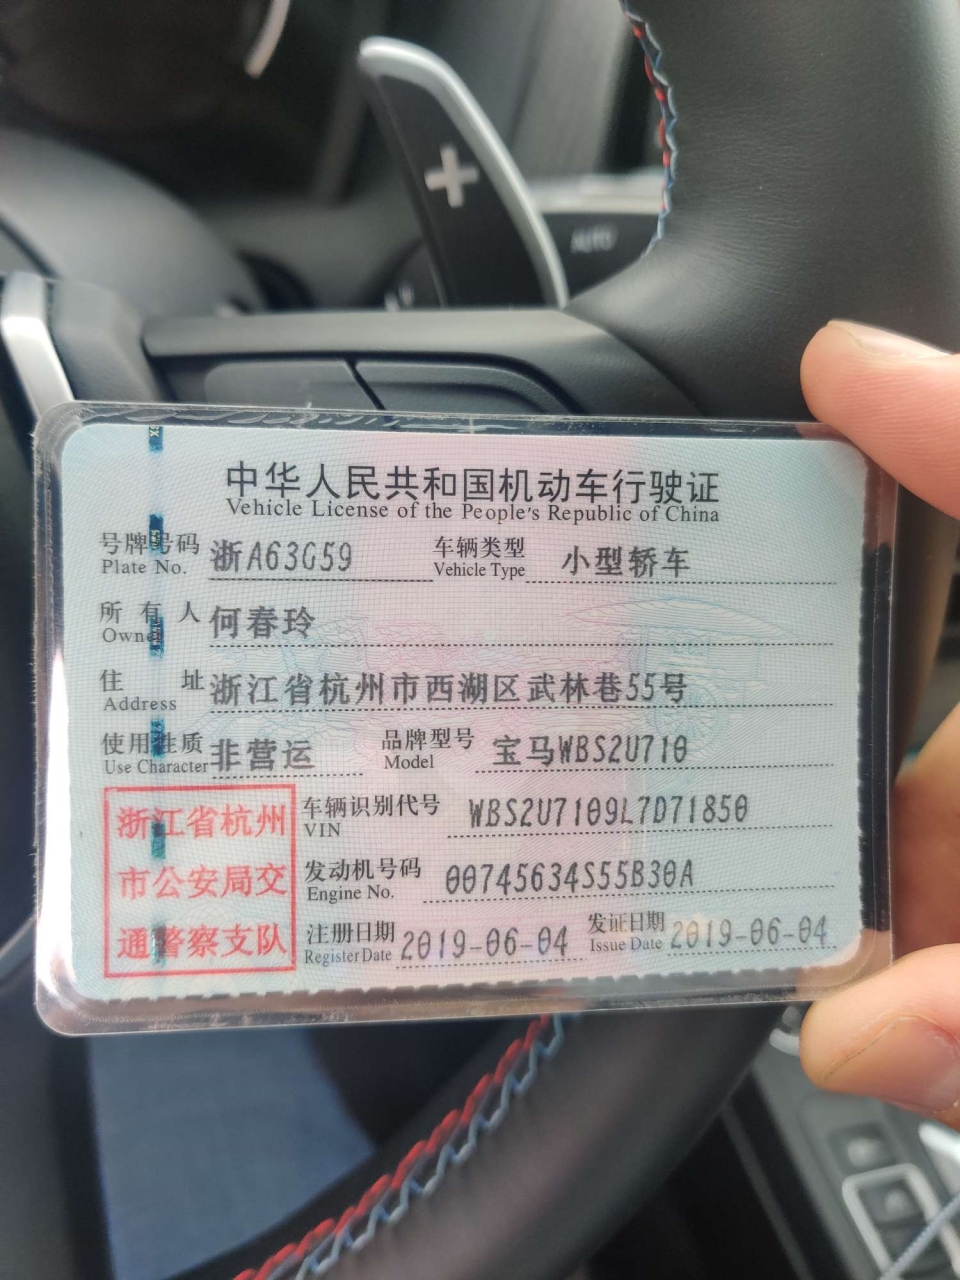 AUTO
中华人民共和国机动车行驶证
Vehicle License of the People's Republic of China
号牌号码 浙A63G59 车辆类型 小型轿车
Plate No. Vehicle Type
所有人 何春玲
Owner
住址 浙江省杭州市西湖区武林巷55号
Address
使用性质 非营运 品牌型号 宝马WBS2U710
Use Character Model
浙江省杭州 车辆识别代号 WBS2U7109L7D71850
VIN
市公安局交 发动机号码 00745634S55B30A
Engine No.
通警察支队 注册日期 2019-06-04 发证日期 2019-06-04
Register Date Issue Date